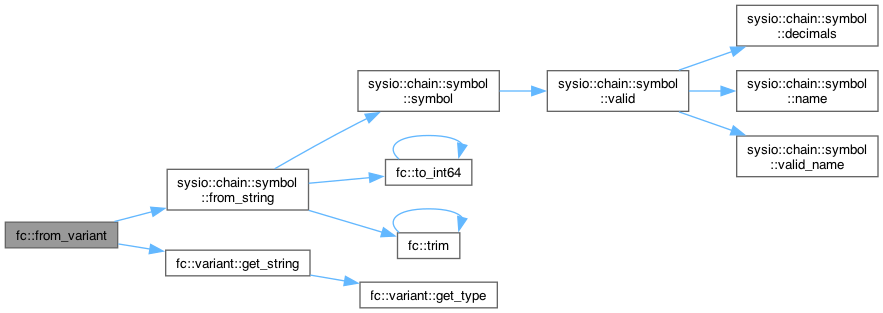 sysio::chain::symbol
::decimals
sysio::chain::symbol
::symbol
sysio::chain::symbol
::valid
sysio::chain::symbol
::name
sysio::chain::symbol
::valid_name
fc::to_int64
sysio::chain::symbol
::from_string
fc::trim
fc::from_variant
fc::variant::get_string
fc::variant::get_type